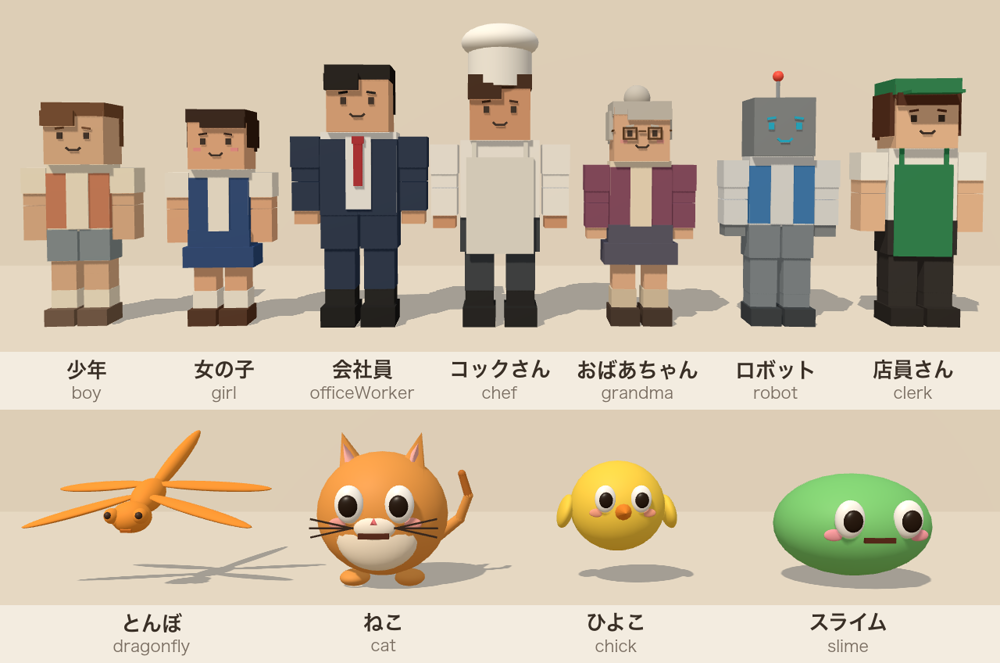 少年 女の子 会社員 コックさん おばあちゃん ロボット 店員さん
boy girl officeWorker chef grandma robot clerk
とんぼ ねこ ひよこ スライム
dragonfly cat chick slime